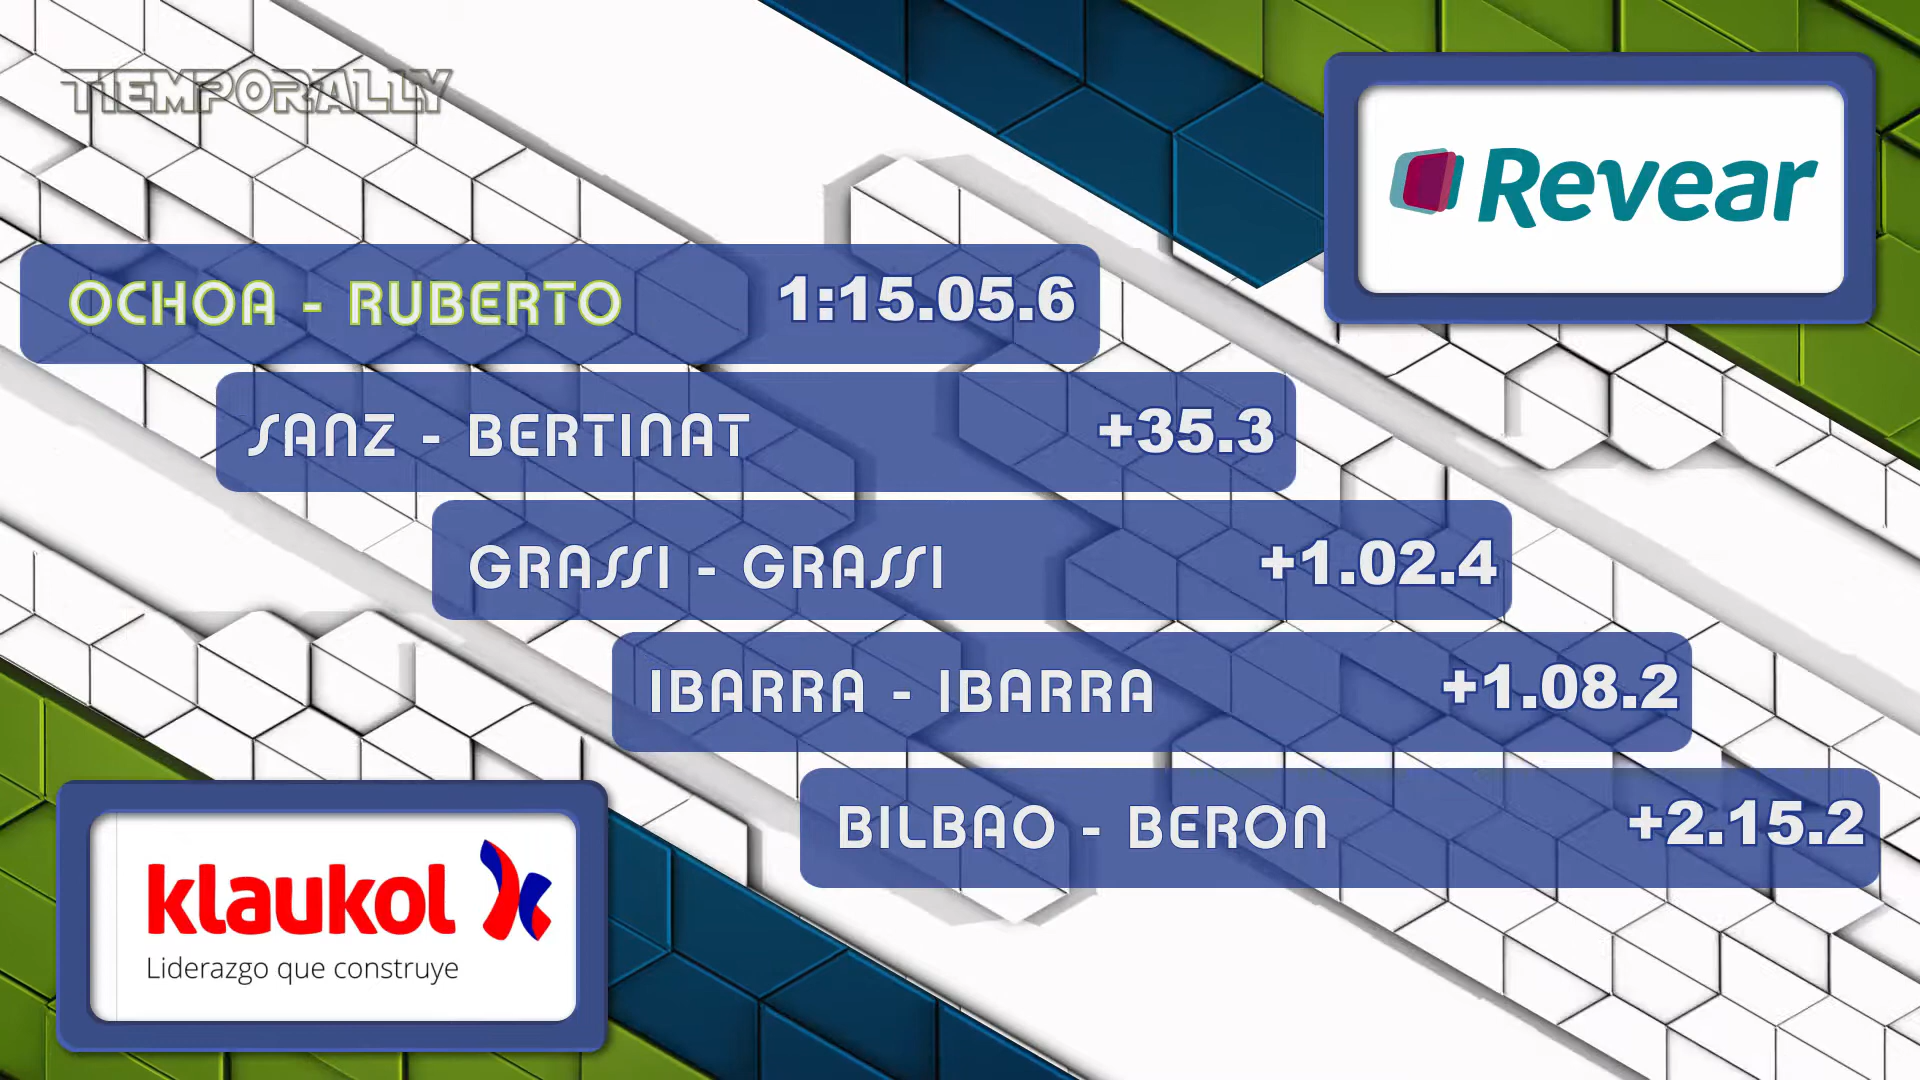 TIEMPORALLY
Revear
OCHOA - RUBERTO 1:15.05.6
SANZ - BERTINAT +35.3
GRASSI - GRASSI +1.02.4
IBARRA - IBARRA +1.08.2
BILBAO - BERON +2.15.2
klaukol
Liderazgo que construye